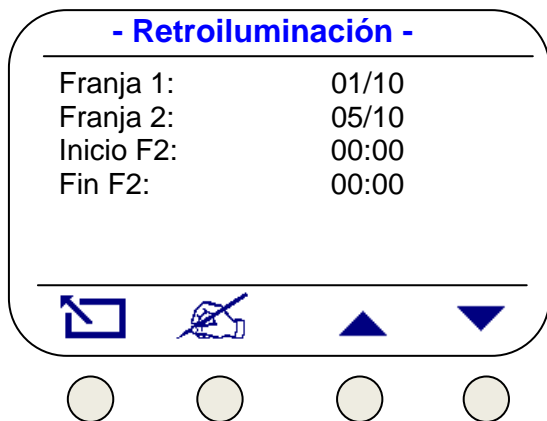 - Retroiluminación -
Franja 1: 01/10
Franja 2: 05/10
Inicio F2: 00:00
Fin F2: 00:00